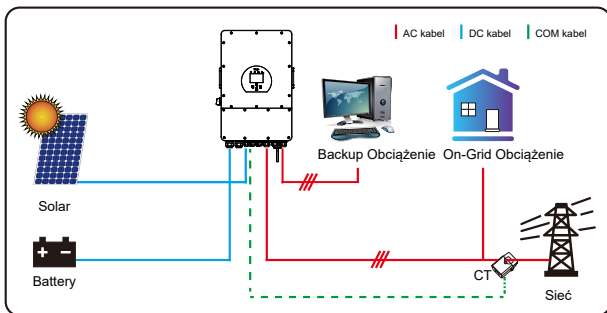 AC kabel
DC kabel
COM kabel
Backup Obciążenie
On-Grid Obciążenie
Solar
Battery
CT
Sieć